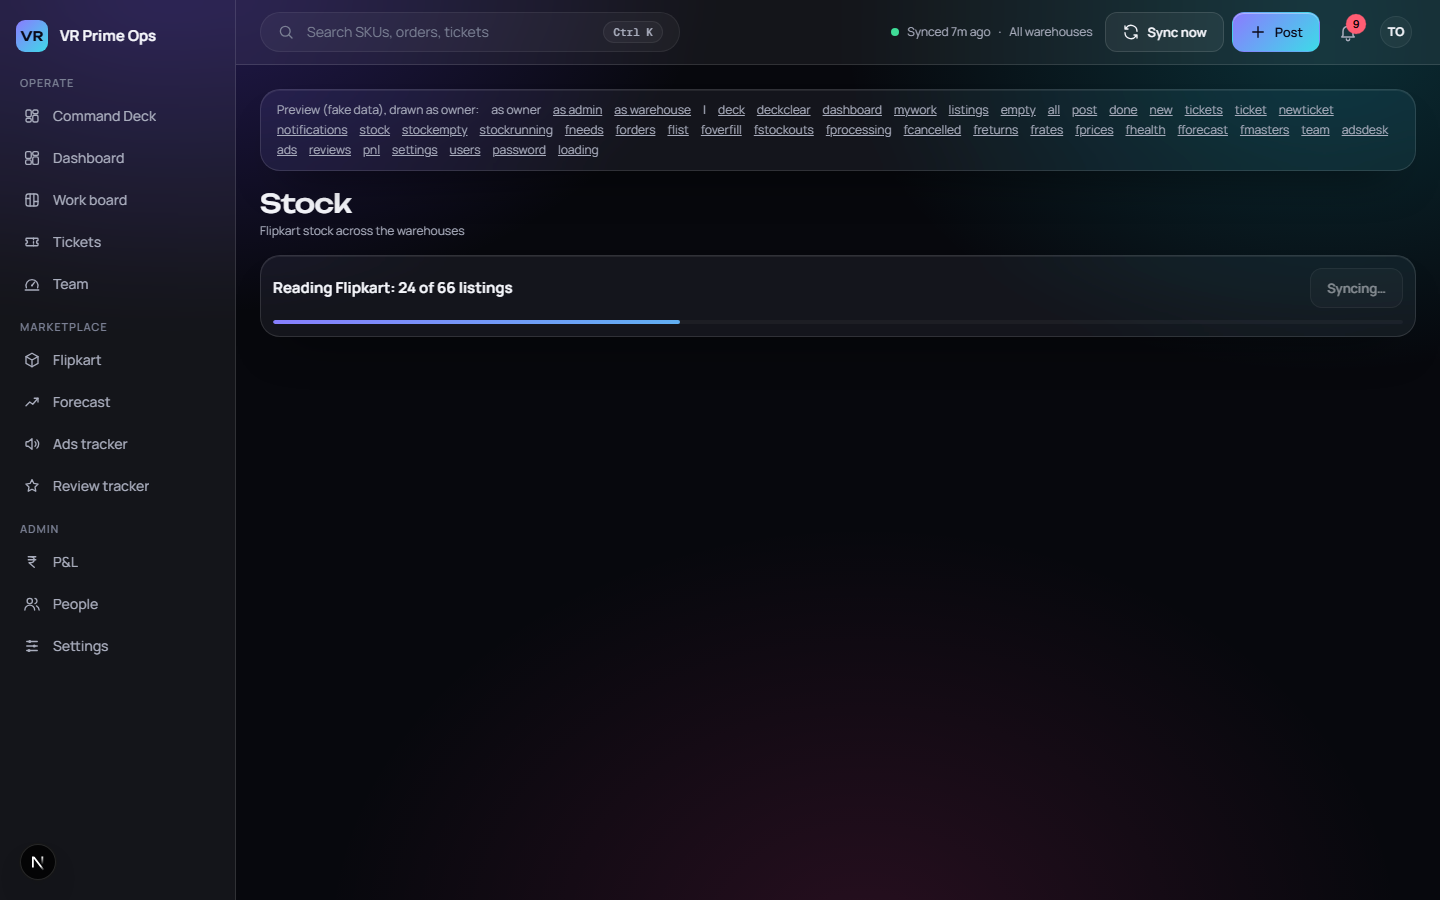 VR VR Prime Ops
Search SKUs, orders, tickets Ctrl K
Synced 7m ago · All warehouses
Sync now
Post
9
TO
OPERATE
Command Deck
Dashboard
Work board
Tickets
Team
MARKETPLACE
Flipkart
Forecast
Ads tracker
Review tracker
ADMIN
P&L
People
Settings
N
Preview (fake data), drawn as owner: as owner as admin as warehouse | deck deckclear dashboard mywork listings empty all post done new tickets ticket newticket
notifications stock stockempty stockrunning fneeds forders flist foverfill fstockouts fprocessing fcancelled freturns frates fprices fhealth fforecast fmasters team adsdesk
ads reviews pnl settings users password loading
Stock
Flipkart stock across the warehouses
Reading Flipkart: 24 of 66 listings
Syncing...